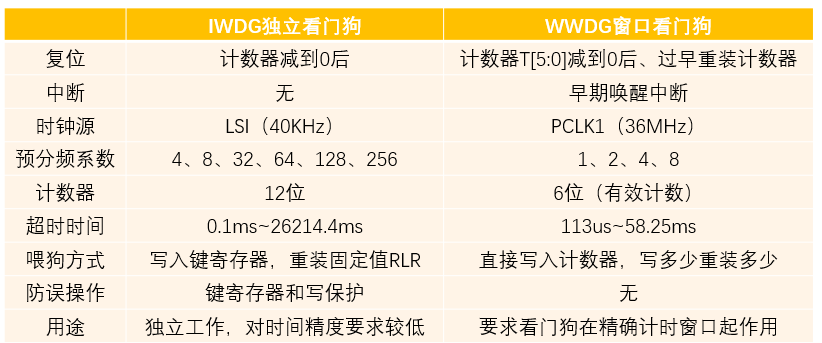 IWDG独立看门狗 WWDG窗口看门狗
复位 计数器减到0后 计数器T[5:0]减到0后、过早重装计数器
中断 无 早期唤醒中断
时钟源 LSI（40KHz） PCLK1（36MHz）
预分频系数 4、8、32、64、128、256 1、2、4、8
计数器 12位 6位（有效计数）
超时时间 0.1ms~26214.4ms 113us~58.25ms
喂狗方式 写入键寄存器，重装固定值RLR 直接写入计数器，写多少重装多少
防误操作 键寄存器和写保护 无
用途 独立工作，对时间精度要求较低 要求看门狗在精确计时窗口起作用